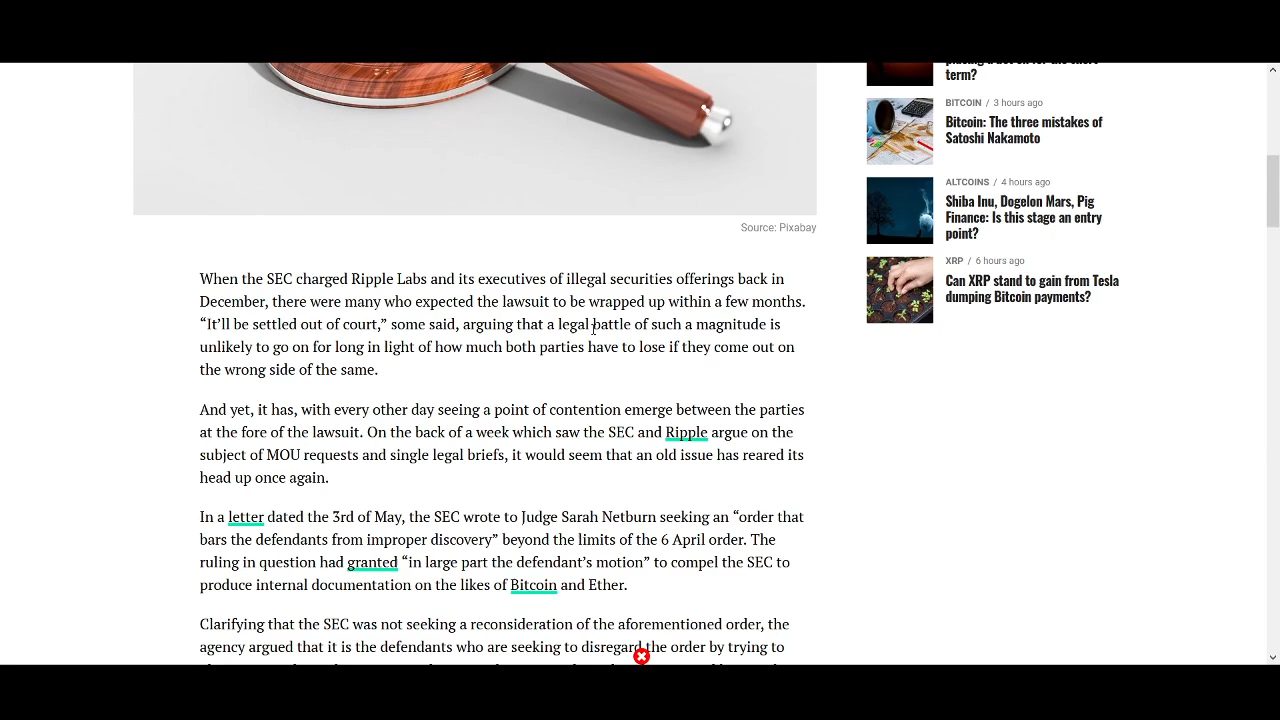 term?
BITCOIN / 3 hours ago
Bitcoin: The three mistakes of
Satoshi Nakamoto
ALTCOINS / 4 hours ago
Shiba Inu, Dogelon Mars, Pig
Finance: Is this stage an entry
point?
XRP / 6 hours ago
Can XRP stand to gain from Tesla
dumping Bitcoin payments?
Source: Pixabay
When the SEC charged Ripple Labs and its executives of illegal securities offerings back in
December, there were many who expected the lawsuit to be wrapped up within a few months.
“It’ll be settled out of court,” some said, arguing that a legal battle of such a magnitude is
unlikely to go on for long in light of how much both parties have to lose if they come out on
the wrong side of the same.
And yet, it has, with every other day seeing a point of contention emerge between the parties
at the fore of the lawsuit. On the back of a week which saw the SEC and Ripple argue on the
subject of MOU requests and single legal briefs, it would seem that an old issue has reared its
head up once again.
In a letter dated the 3rd of May, the SEC wrote to Judge Sarah Netburn seeking an “order that
bars the defendants from improper discovery” beyond the limits of the 6 April order. The
ruling in question had granted “in large part the defendant’s motion” to compel the SEC to
produce internal documentation on the likes of Bitcoin and Ether.
Clarifying that the SEC was not seeking a reconsideration of the aforementioned order, the
agency argued that it is the defendants who are seeking to disregard the order by trying to